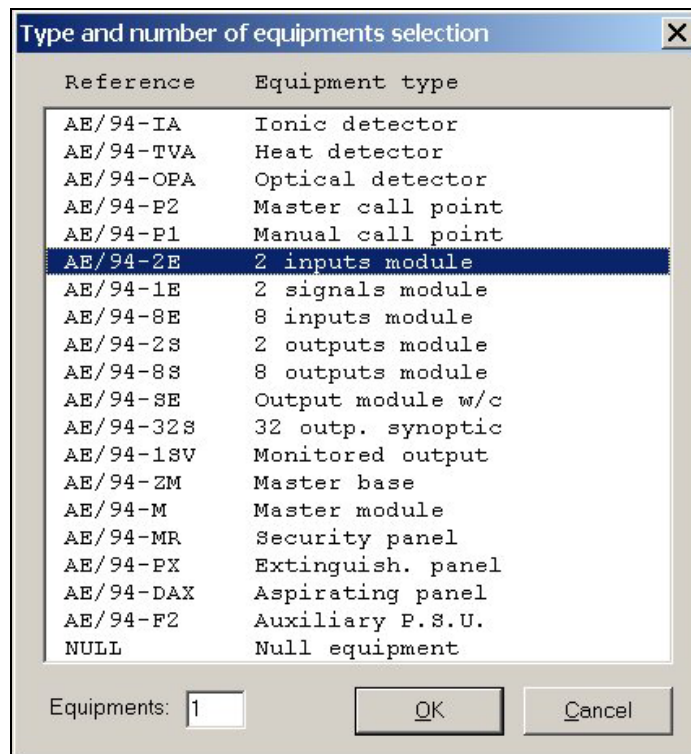 Type and number of equipments selection
Reference Equipment type
AE/94-IA Ionic detector
AE/94-TVA Heat detector
AE/94-OPA Optical detector
AE/94-P2 Master call point
AE/94-P1 Manual call point
AE/94-2E 2 inputs module
AE/94-1E 2 signals module
AE/94-8E 8 inputs module
AE/94-2S 2 outputs module
AE/94-8S 8 outputs module
AE/94-SE Output module w/c
AE/94-32S 32 outp. synoptic
AE/94-1SV Monitored output
AE/94-ZM Master base
AE/94-M Master module
AE/94-MR Security panel
AE/94-PX Extinguish. panel
AE/94-DAX Aspirating panel
AE/94-F2 Auxiliary P.S.U.
NULL Null equipment
Equipments: 1 OK Cancel